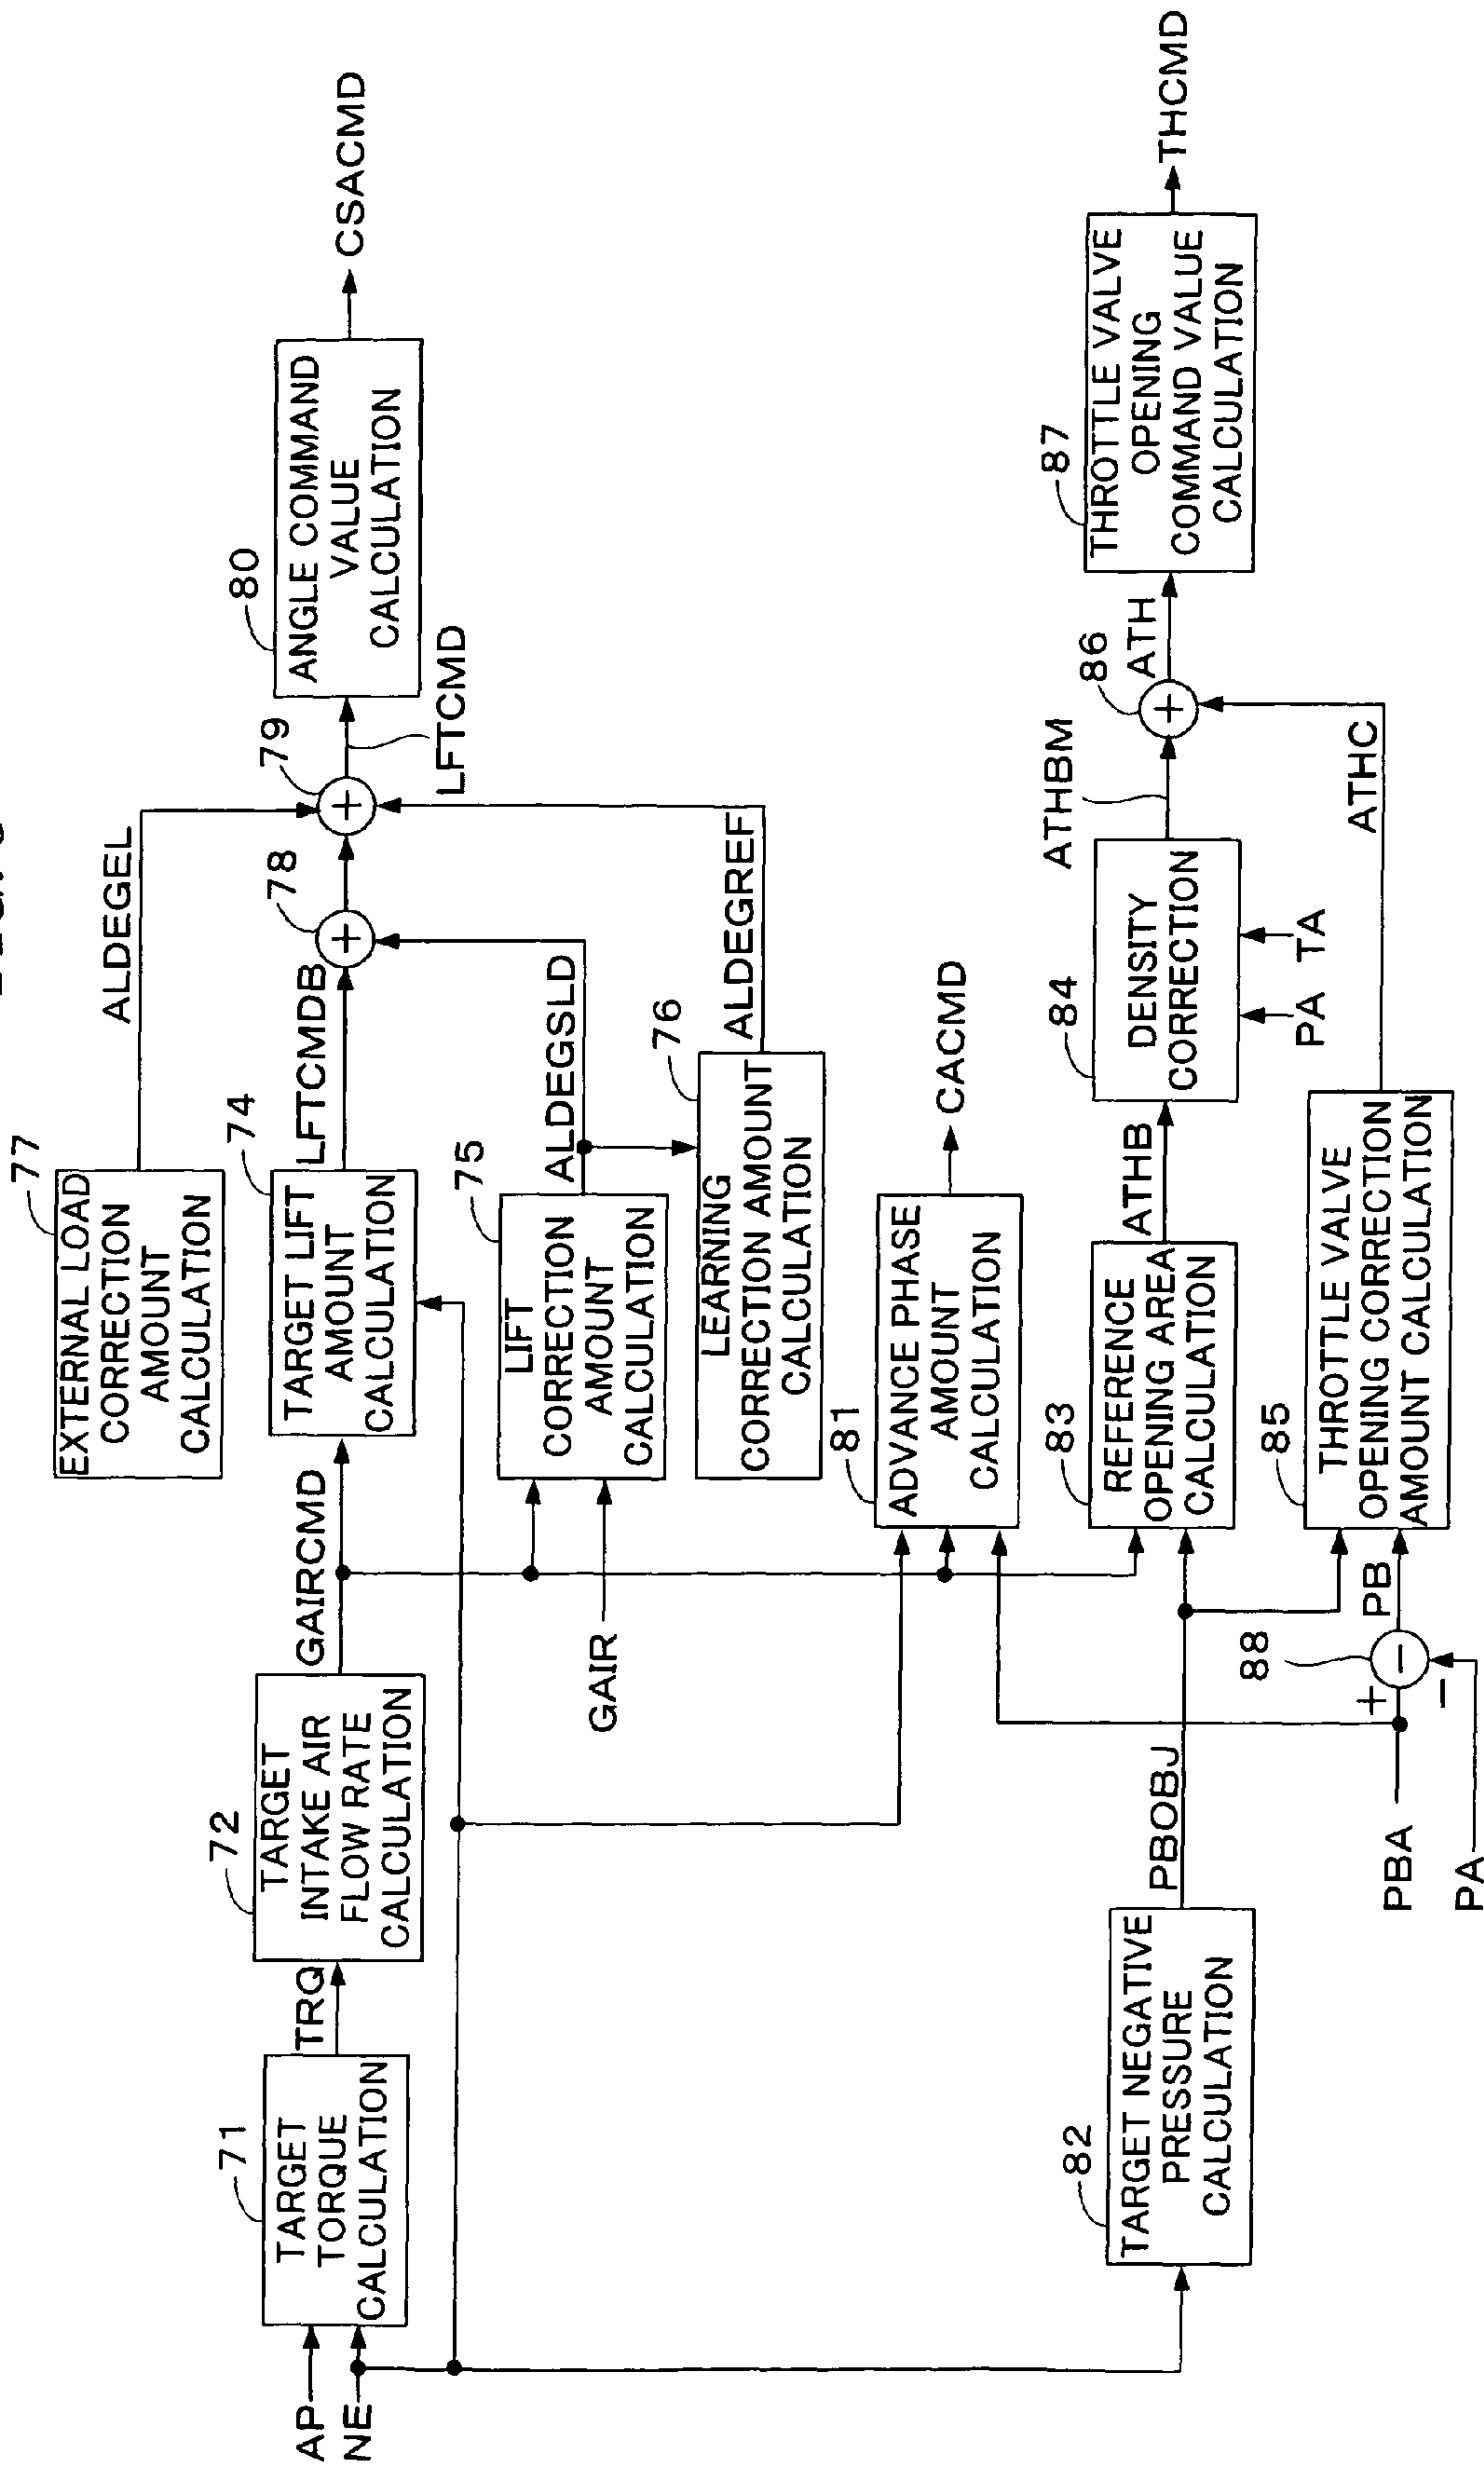 AP
NE
71
TARGET
TORQUE
CALCULATION
TRQ
72
TARGET
INTAKE AIR
FLOW RATE
CALCULATION
GAIRCMD
77
EXTERNAL LOAD
CORRECTION
AMOUNT
CALCULATION
ALDEGEL
74
TARGET LIFT
AMOUNT
CALCULATION
LFTCMDB
78
+
79
+
LFTCMD
80
ANGLE COMMAND
VALUE
CALCULATION
CSACMD
GAIR
75
LIFT
CORRECTION
AMOUNT
CALCULATION
ALDEGSLD
76
LEARNING
CORRECTION AMOUNT
CALCULATION
ALDEGREF
81
ADVANCE PHASE
AMOUNT
CALCULATION
CACMD
82
TARGET NEGATIVE
PRESSURE
CALCULATION
PBOBJ
83
REFERENCE
OPENING AREA
CALCULATION
ATHB
84
DENSITY
CORRECTION
PA TA
ATHBM
86
+
ATH
87
THROTTLE VALVE
OPENING
COMMAND VALUE
CALCULATION
THCMD
PBA
PA
+
-
88
-
PB
85
THROTTLE VALVE
OPENING CORRECTION
AMOUNT CALCULATION
ATHC